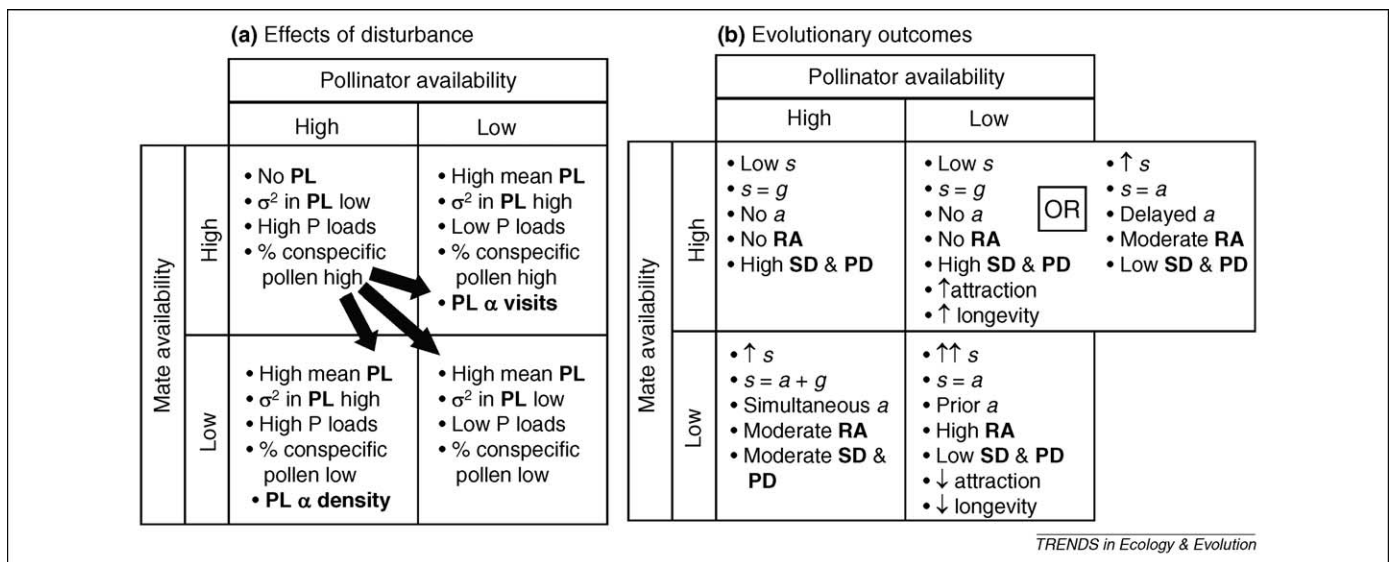 (a) Effects of disturbance
Pollinator availability
High
Low
Mate availability
High
• No PL
• σ² in PL low
• High P loads
• % conspecific
pollen high
• High mean PL
• σ² in PL high
• Low P loads
• % conspecific
pollen high
• PL α visits
Low
• High mean PL
• σ² in PL high
• High P loads
• % conspecific
pollen low
• PL α density
• High mean PL
• σ² in PL low
• Low P loads
• % conspecific
pollen low
(b) Evolutionary outcomes
Pollinator availability
High
Low
Mate availability
High
• Low s
• s = g
• No a
• No RA
• High SD & PD
• Low s
• s = g
• No a
• No RA
• High SD & PD
• ↑attraction
• ↑ longevity
OR
• ↑ s
• s = a
• Delayed a
• Moderate RA
• Low SD & PD
Low
• ↑ s
• s = a + g
• Simultaneous a
• Moderate RA
• Moderate SD &
PD
• ↑↑ s
• s = a
• Prior a
• High RA
• Low SD & PD
• ↓ attraction
• ↓ longevity
TRENDS in Ecology & Evolution